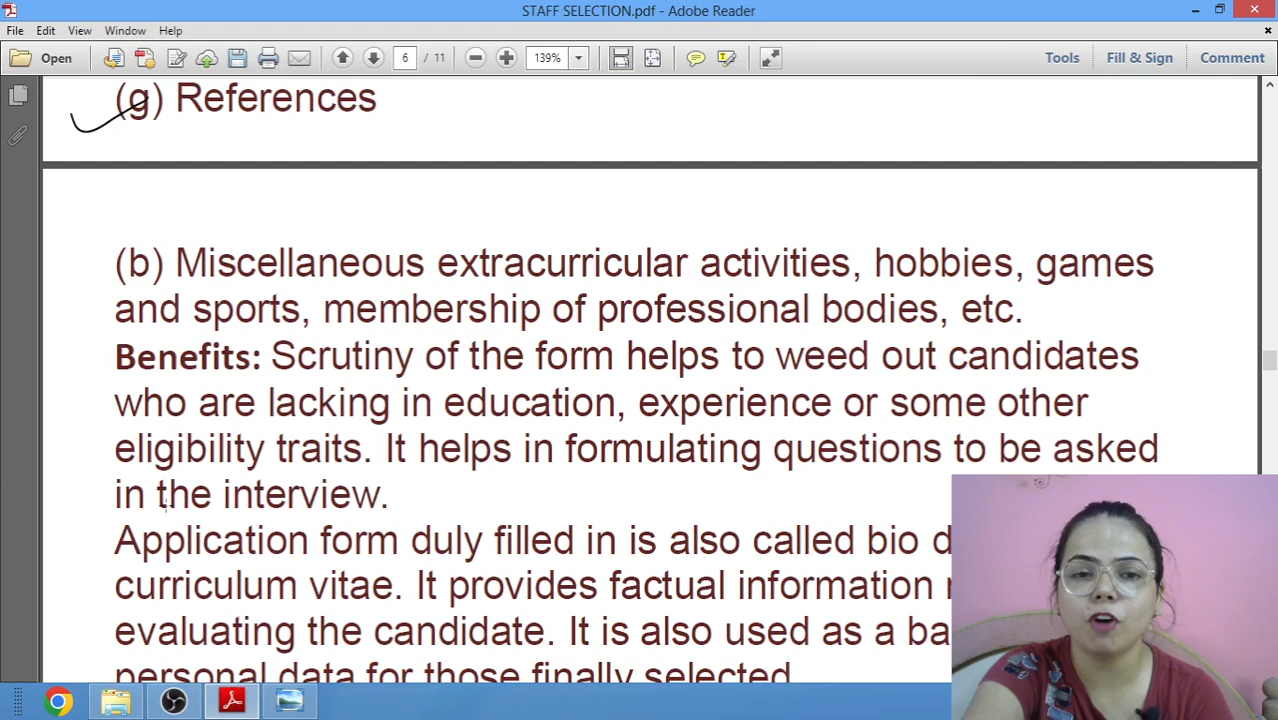 STAFF SELECTION.pdf - Adobe Reader
File Edit View Window Help
Open 6 / 11 139% Tools Fill & Sign Comment
(g) References
(b) Miscellaneous extracurricular activities, hobbies, games
and sports, membership of professional bodies, etc.
Benefits: Scrutiny of the form helps to weed out candidates
who are lacking in education, experience or some other
eligibility traits. It helps in formulating questions to be asked
in the interview.
Application form duly filled in is also called bio
curriculum vitae. It provides factual information
evaluating the candidate. It is also used as a
personal data for those finally selected